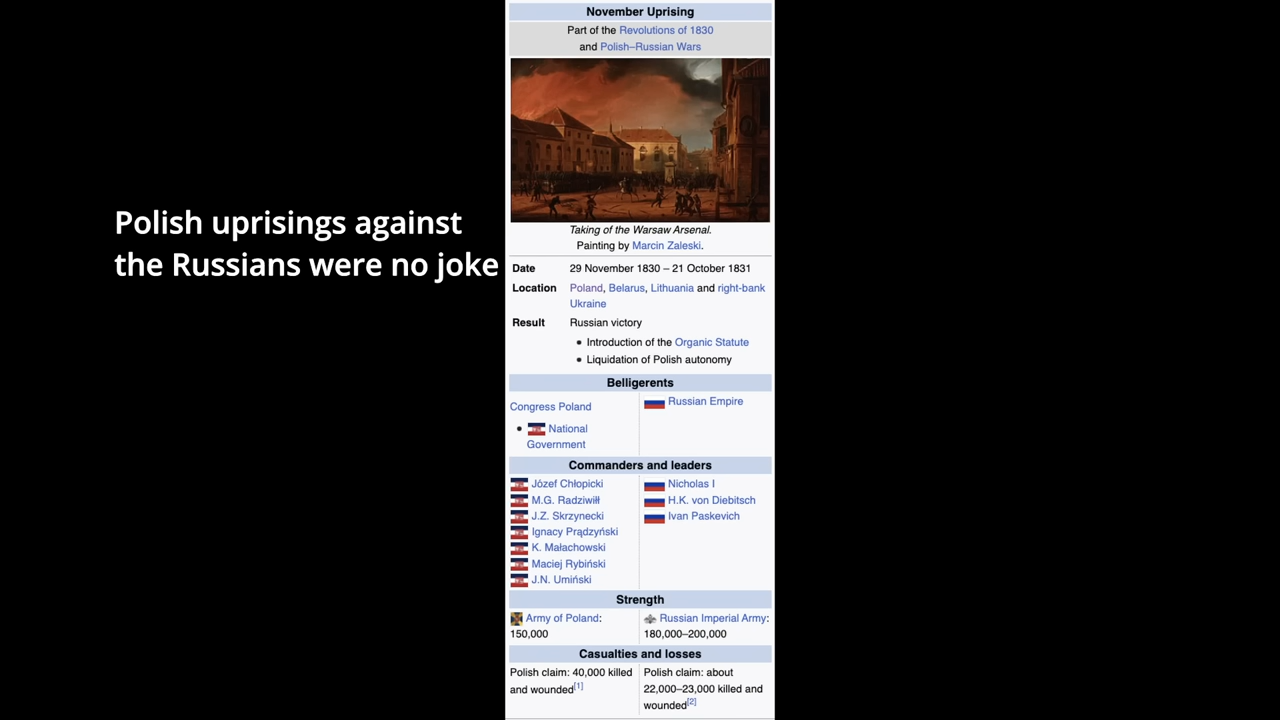 Polish uprisings against
the Russians were no joke
November Uprising
Part of the Revolutions of 1830
and Polish–Russian Wars
Taking of the Warsaw Arsenal.
Painting by Marcin Zaleski.
Date 29 November 1830 – 21 October 1831
Location Poland, Belarus, Lithuania and right-bank
Ukraine
Result Russian victory
• Introduction of the Organic Statute
• Liquidation of Polish autonomy
Belligerents
Congress Poland
• National
Government
Russian Empire
Commanders and leaders
Józef Chłopicki
M.G. Radziwiłł
J.Z. Skrzynecki
Ignacy Prądzyński
K. Małachowski
Maciej Rybiński
J.N. Umiński
Nicholas I
H.K. von Diebitsch
Ivan Paskevich
Strength
Army of Poland:
150,000
Russian Imperial Army:
180,000–200,000
Casualties and losses
Polish claim: 40,000 killed
and wounded[1]
Polish claim: about
22,000–23,000 killed and
wounded[2]